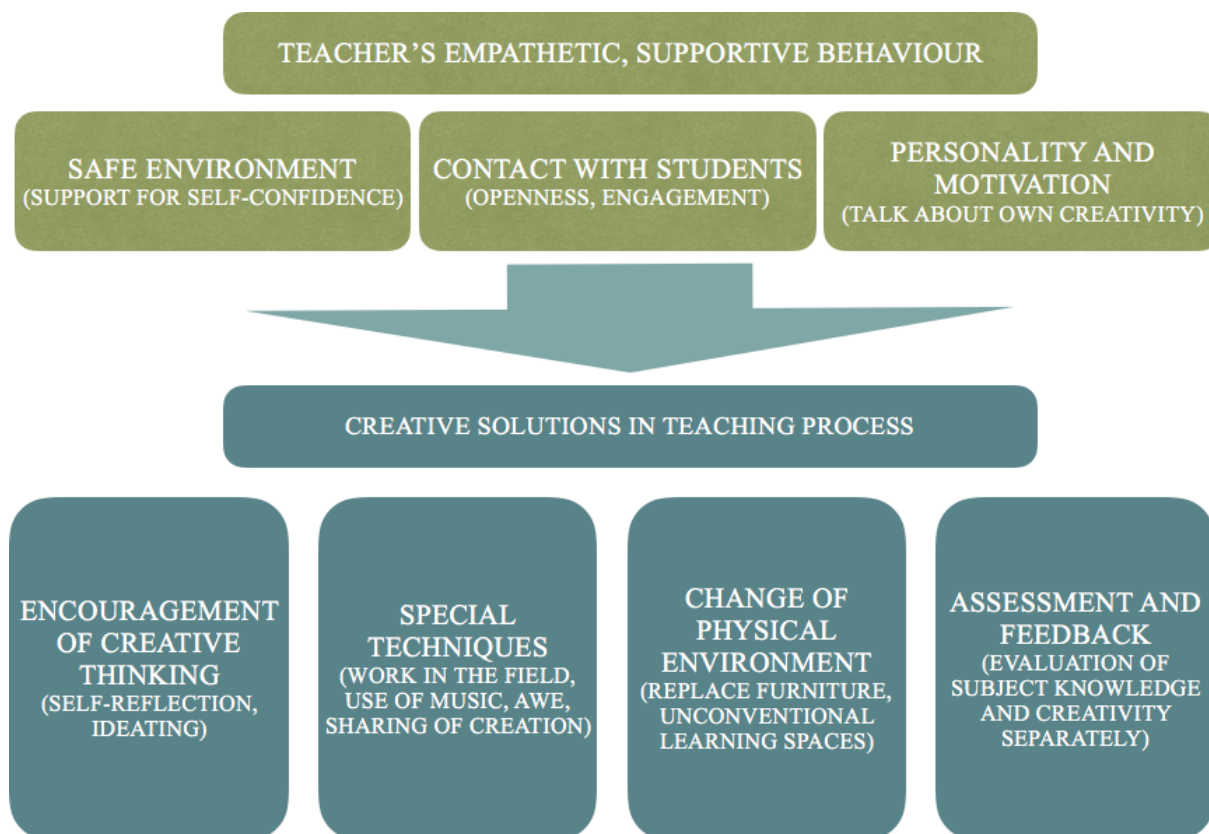 TEACHER’S EMPATHETIC, SUPPORTIVE BEHAVIOUR
SAFE ENVIRONMENT
(SUPPORT FOR SELF-CONFIDENCE)
CONTACT WITH STUDENTS
(OPENNESS, ENGAGEMENT)
PERSONALITY AND
MOTIVATION
(TALK ABOUT OWN CREATIVITY)
CREATIVE SOLUTIONS IN TEACHING PROCESS
ENCOURAGEMENT
OF CREATIVE
THINKING
(SELF-REFLECTION,
IDEATING)
SPECIAL
TECHNIQUES
(WORK IN THE FIELD,
USE OF MUSIC, AWE,
SHARING OF CREATION)
CHANGE OF
PHYSICAL
ENVIRONMENT
(REPLACE FURNITURE,
UNCONVENTIONAL
LEARNING SPACES)
ASSESSMENT AND
FEEDBACK
(EVALUATION OF
SUBJECT KNOWLEDGE
AND CREATIVITY
SEPARATELY)